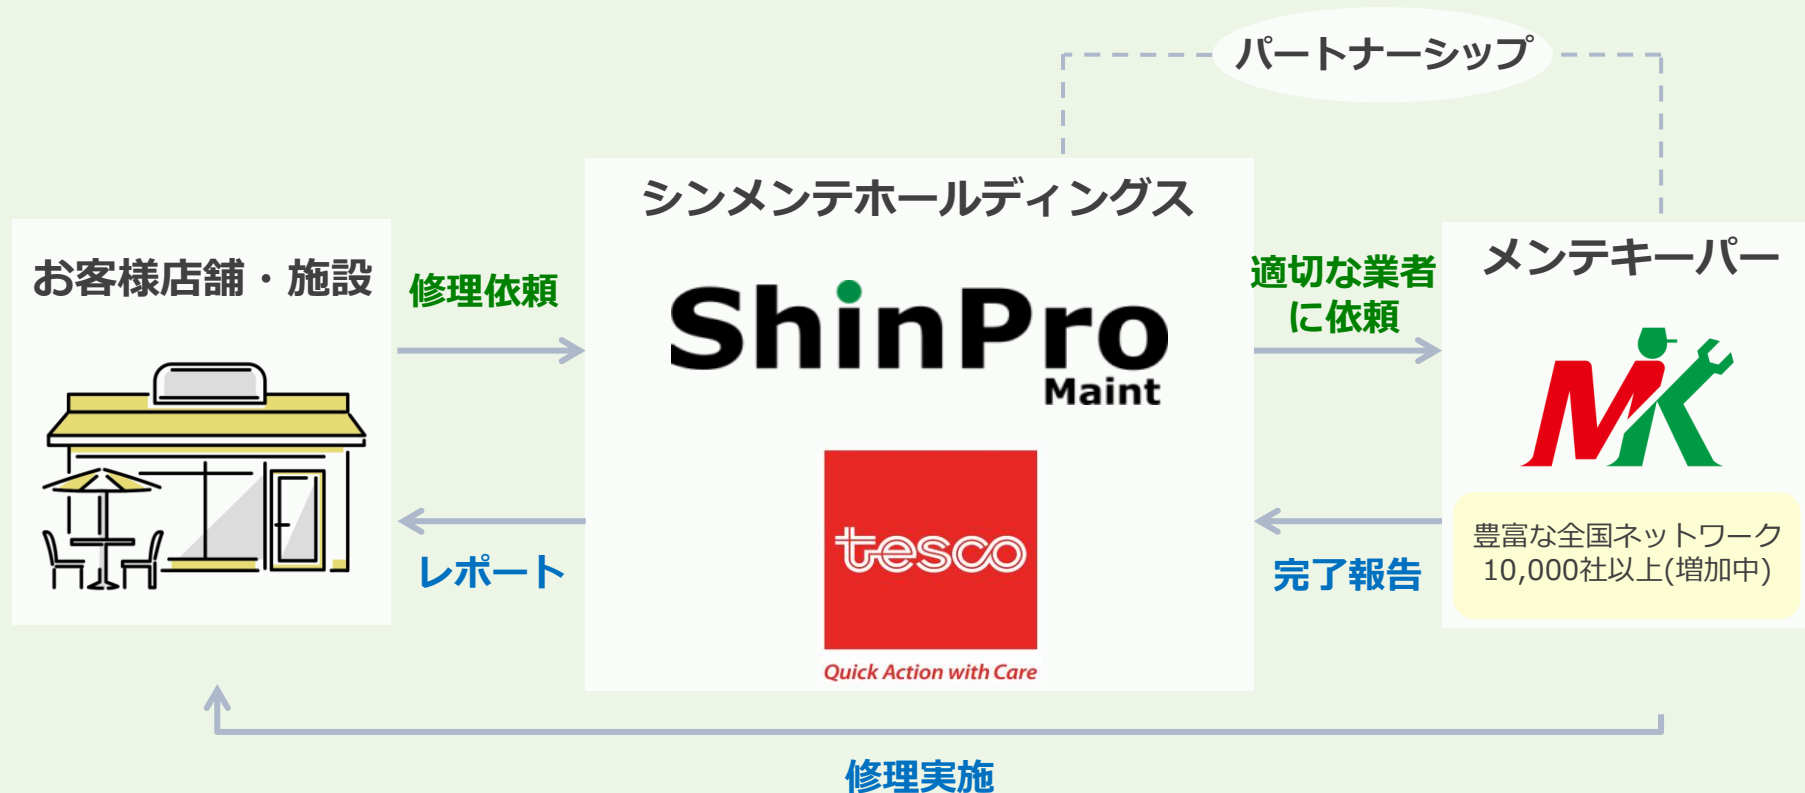 パートナーシップ
シンメンテホールディングス
お客様店舗・施設
修理依頼
ShinPro
Maint
適切な業者
に依頼
メンテキーパー
MK
tesco
Quick Action with Care
レポート
完了報告
豊富な全国ネットワーク
10,000社以上(増加中)
修理実施